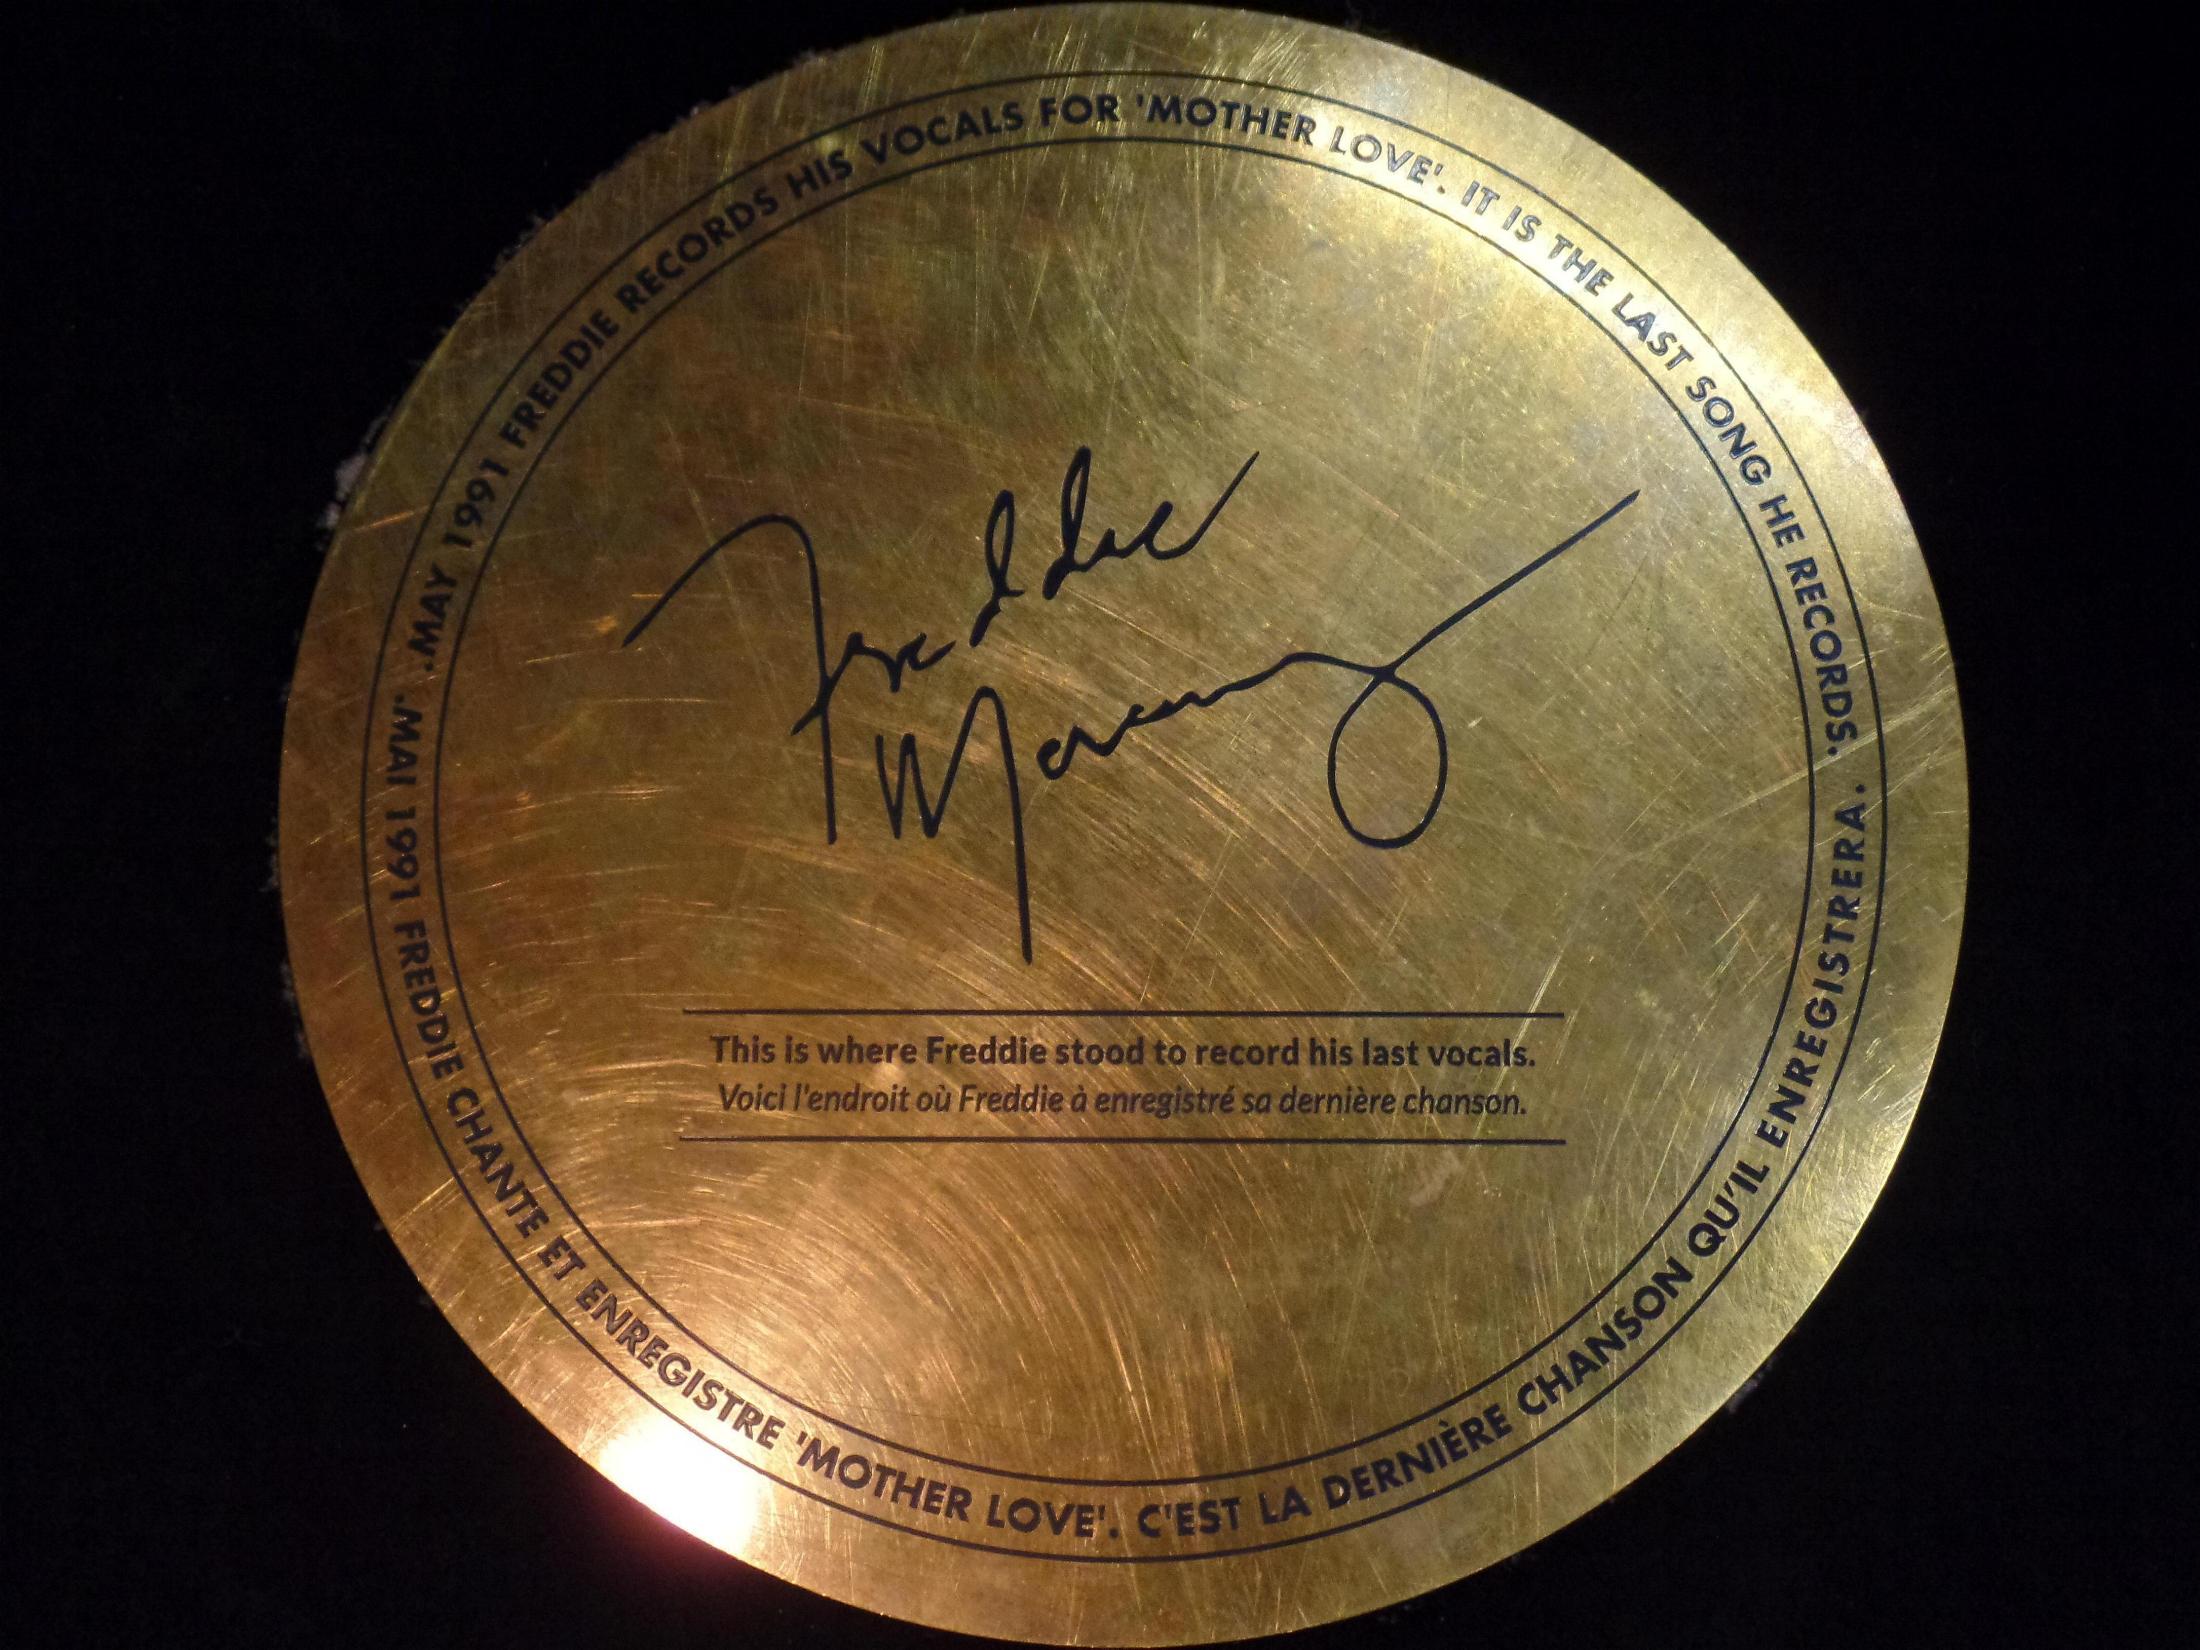 .MAY 1991 FREDDIE RECORDS HIS VOCALS FOR 'MOTHER LOVE'. IT IS THE LAST SONG HE RECORDS.
Freddie
Mercury
This is where Freddie stood to record his last vocals.
Voici l'endroit où Freddie à enregistré sa dernière chanson.
.MAI 1991 FREDDIE CHANTE ET ENREGISTRE 'MOTHER LOVE'. C'EST LA DERNIÈRE CHANSON QU'IL ENREGISTRERA.